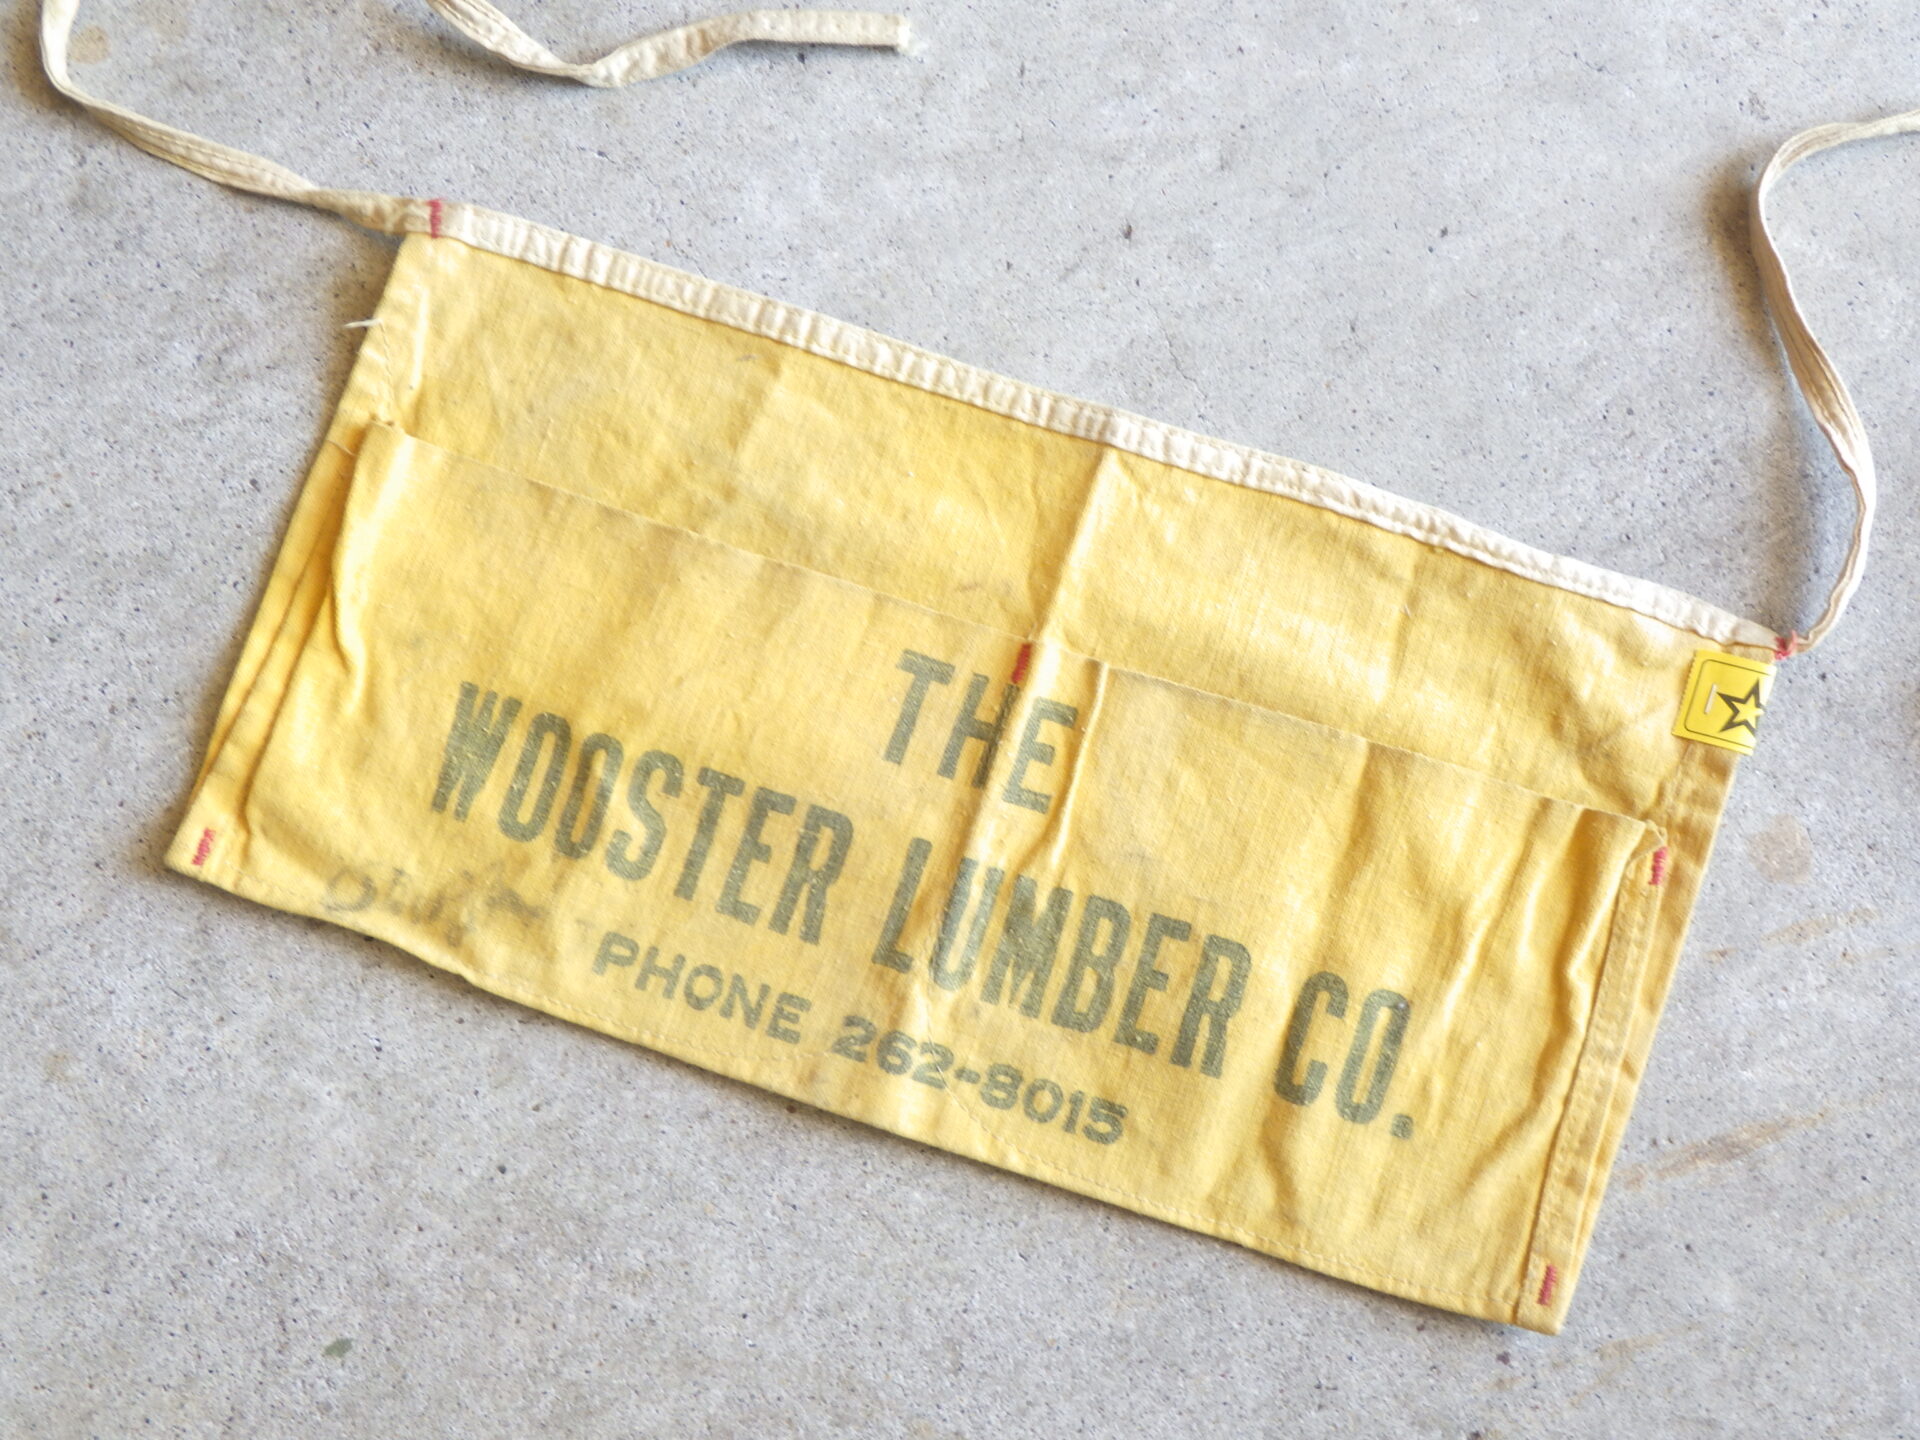 THE
WOOSTER LUMBER CO.
PHONE 262-8015